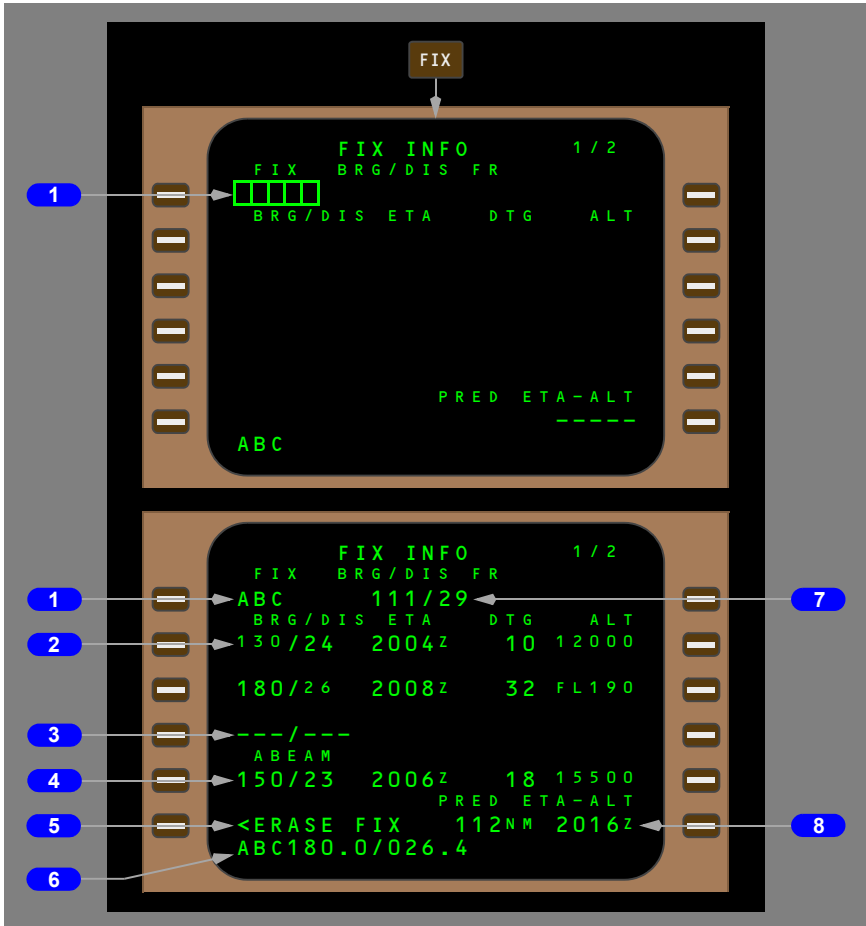 FIX
FIX INFO 1/2
FIX BRG/DIS FR
1
BRG/DIS ETA DTG ALT
PRED ETA-ALT
-----
ABC
FIX INFO 1/2
FIX BRG/DIS FR
1 ABC 111/29 7
BRG/DIS ETA DTG ALT
2 130/24 2004Z 10 12000
180/26 2008Z 32 FL190
3 ---/---
ABEAM
4 150/23 2006Z 18 15500
PRED ETA-ALT
5 <ERASE FIX 112NM 2016Z 8
ABC180.0/026.4
6